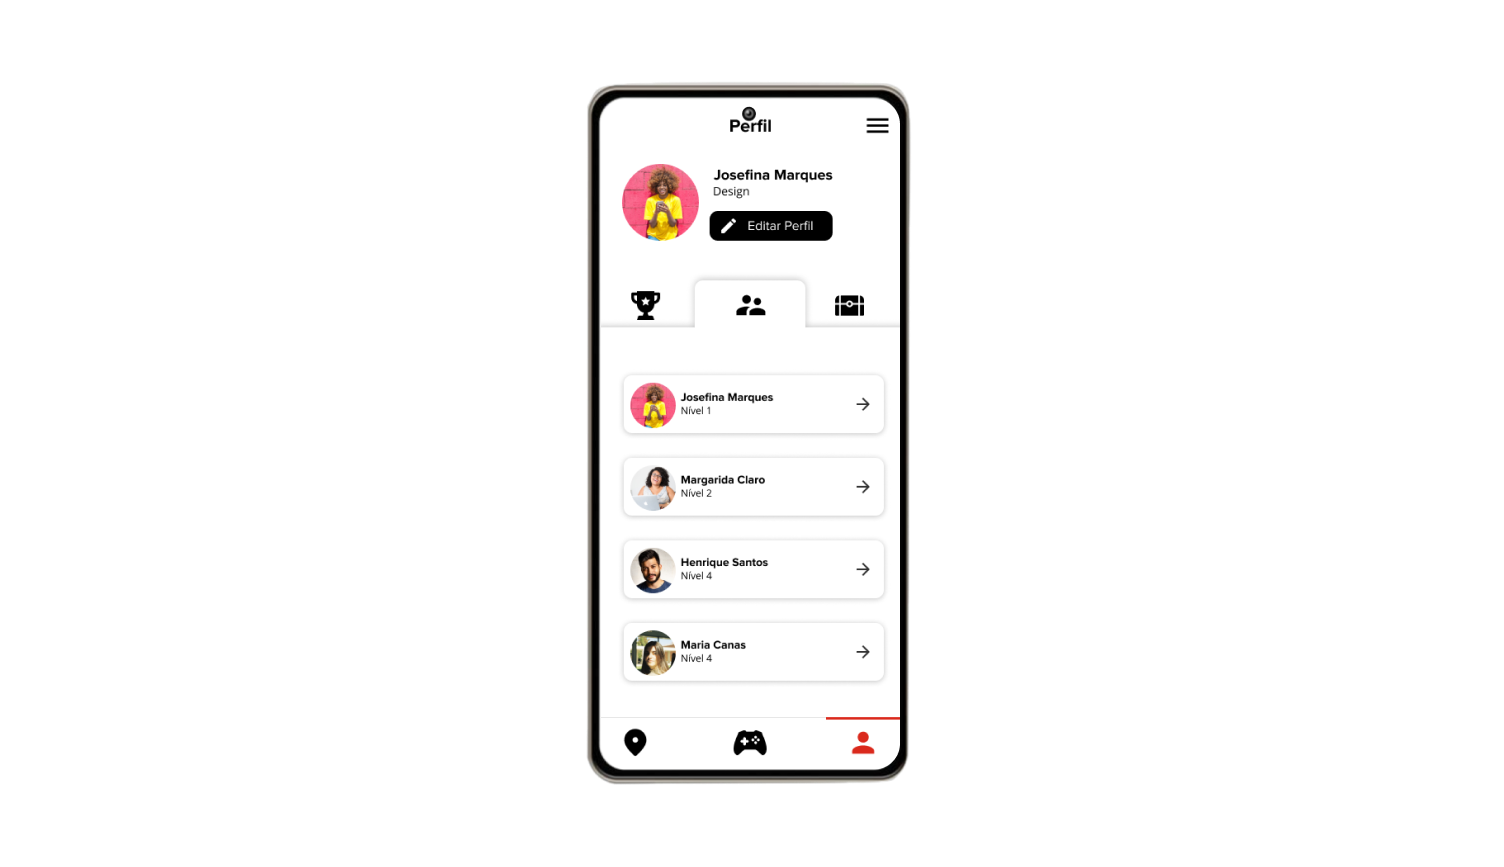 Perfil
Josefina Marques
Design
Editar Perfil
Josefina Marques
Nível 1
Margarida Claro
Nível 2
Henrique Santos
Nível 4
Maria Canas
Nível 4